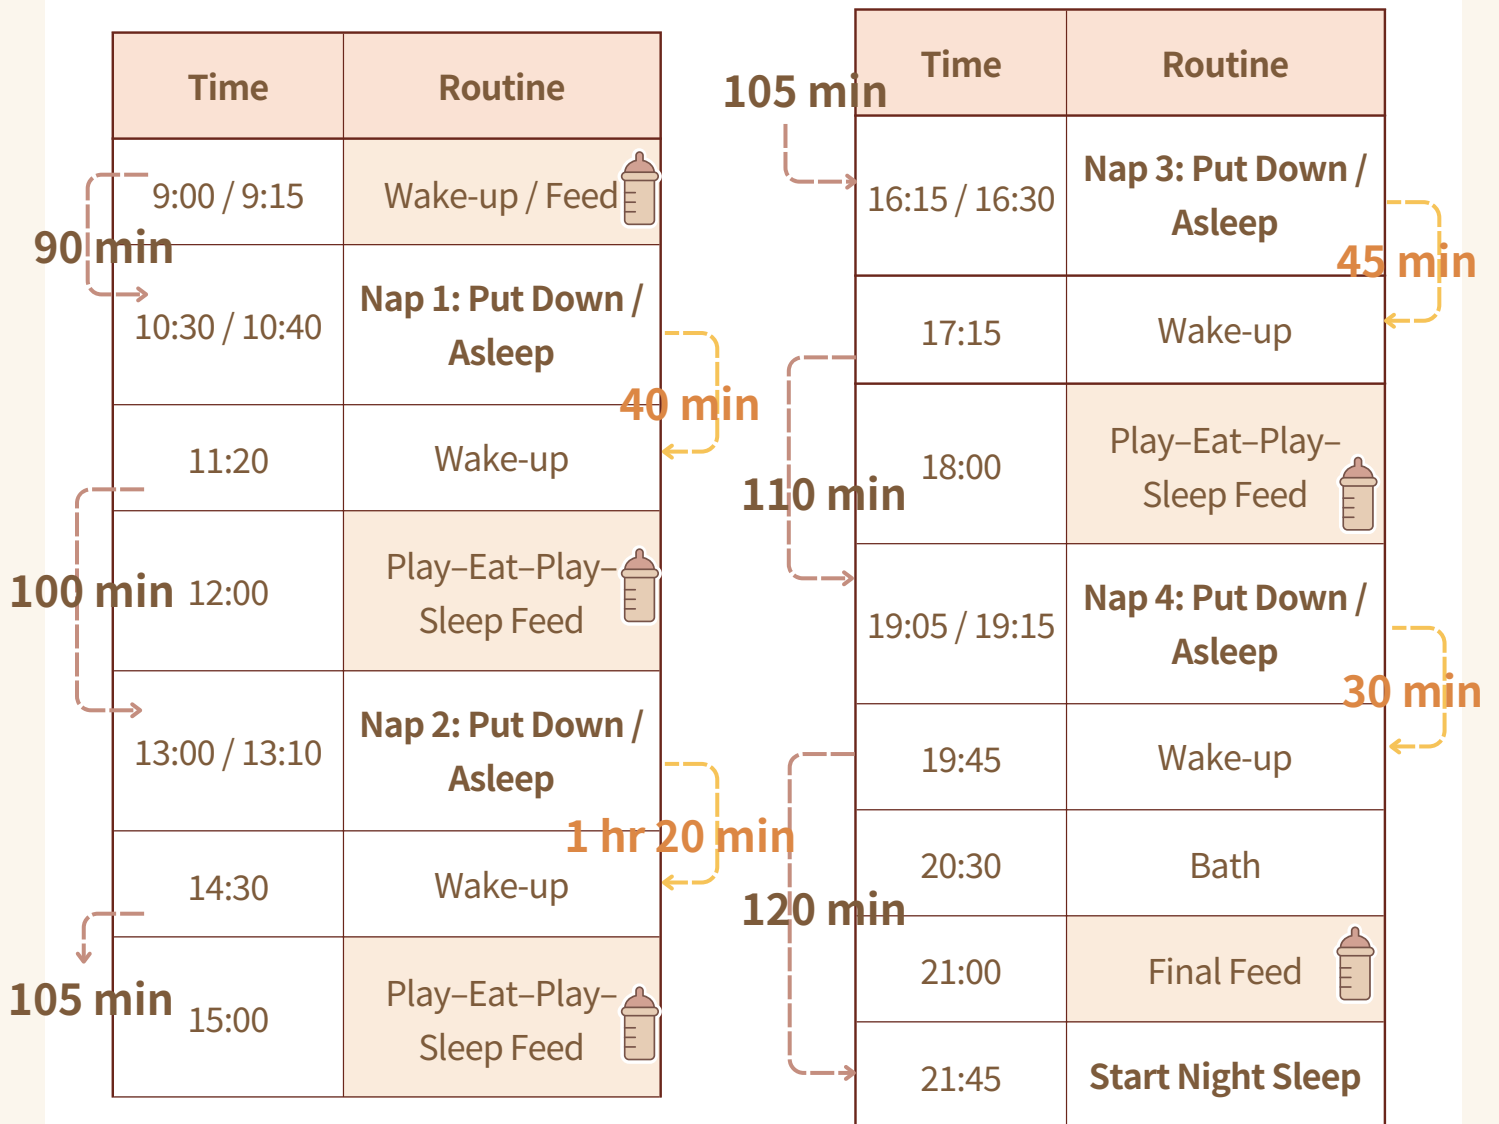 Time Routine
9:00 / 9:15 Wake-up / Feed
90 min
10:30 / 10:40 Nap 1: Put Down /
Asleep
40 min
11:20 Wake-up
100 min
12:00 Play–Eat–Play–
Sleep Feed
13:00 / 13:10 Nap 2: Put Down /
Asleep
1 hr 20 min
14:30 Wake-up
105 min
15:00 Play–Eat–Play–
Sleep Feed
Time Routine
105 min
16:15 / 16:30 Nap 3: Put Down /
Asleep
45 min
17:15 Wake-up
110 min
18:00 Play–Eat–Play–
Sleep Feed
19:05 / 19:15 Nap 4: Put Down /
Asleep
30 min
19:45 Wake-up
20:30 Bath
120 min
21:00 Final Feed
21:45 Start Night Sleep